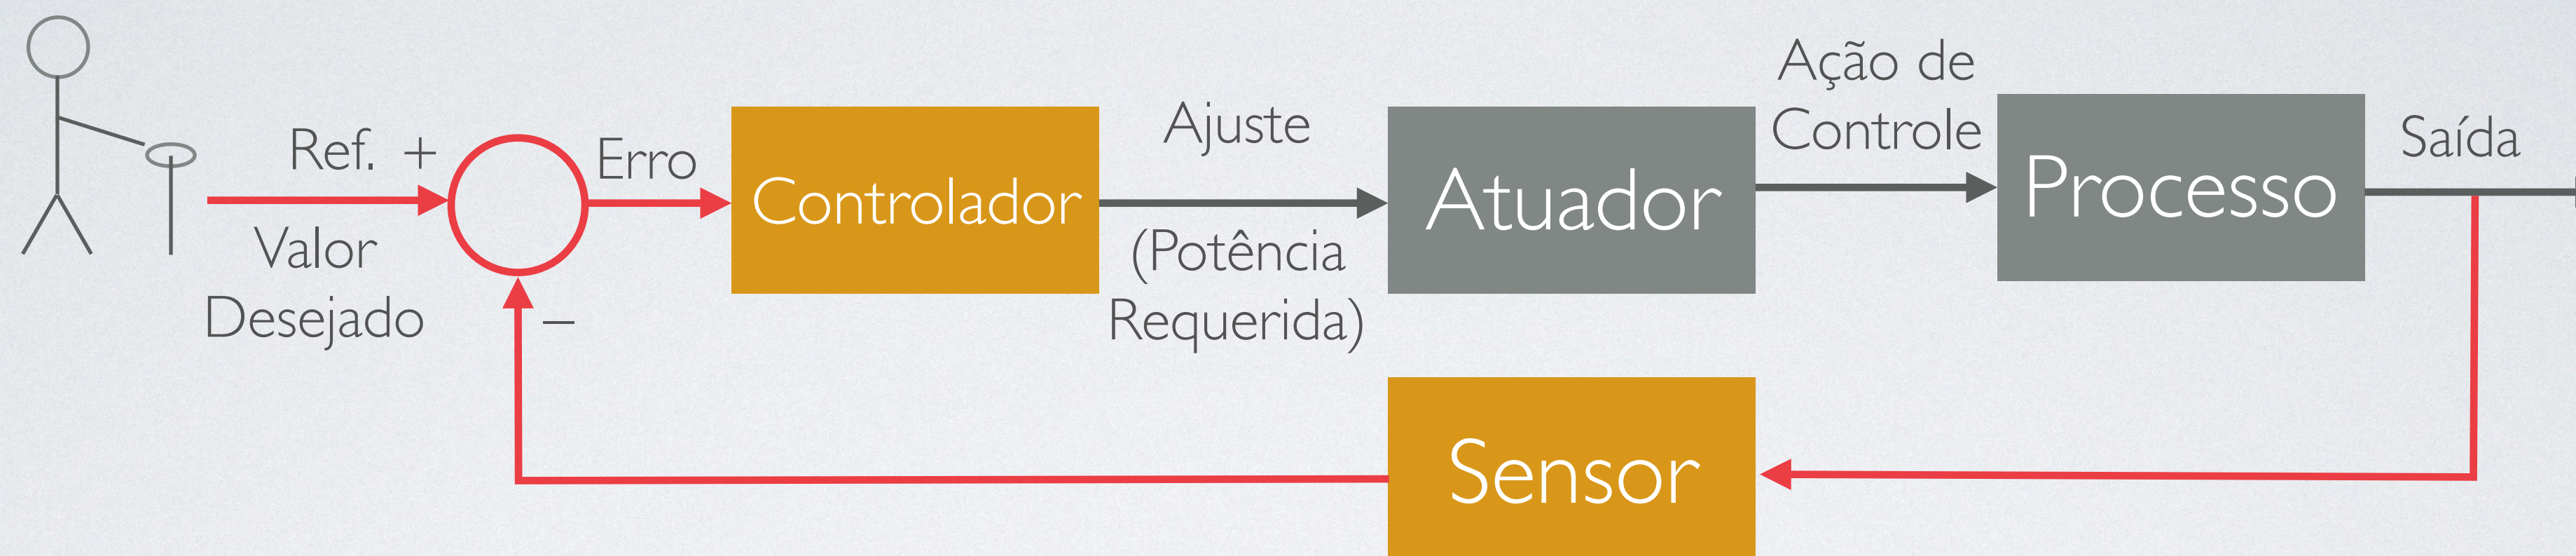 Ref. +
Valor
Desejado
–
Erro
Controlador
Ajuste
(Potência
Requerida)
Atuador
Ação de
Controle
Processo
Saída
Sensor